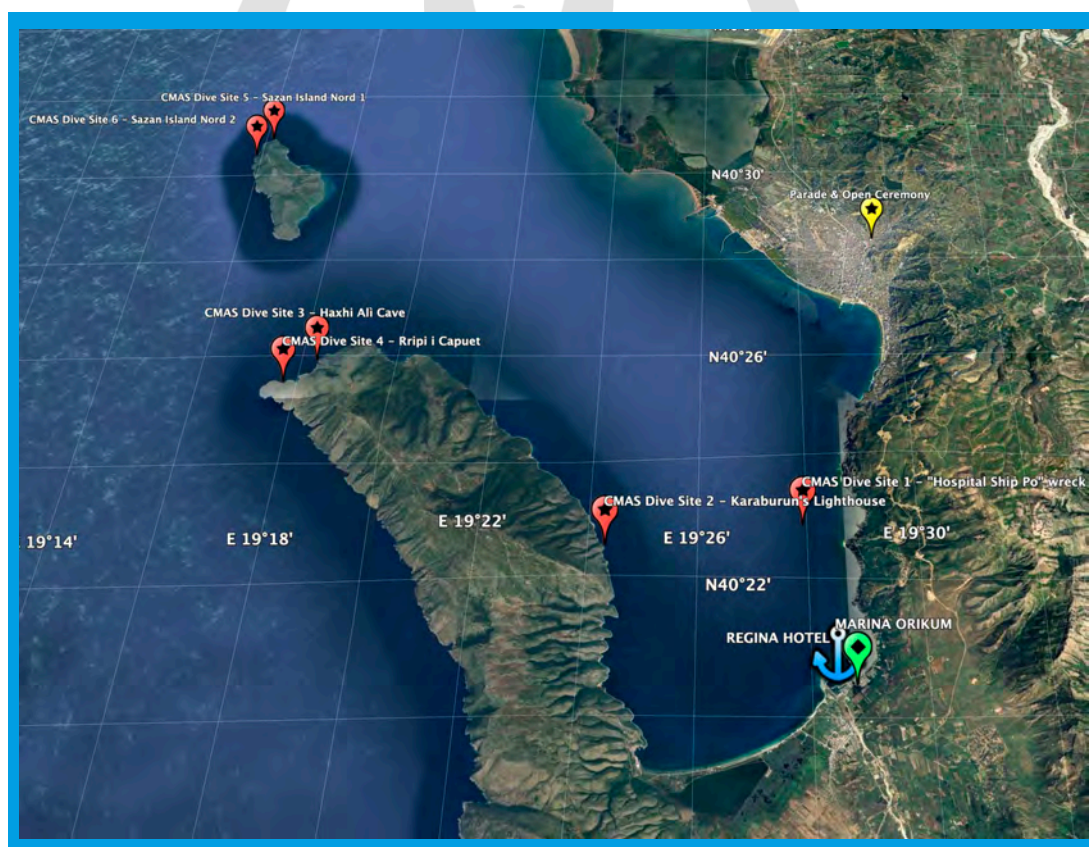 CMAS Dive Site 5 - Sazan Island Nord 1
CMAS Dive Site 6 - Sazan Island Nord 2
N40°30'
Parade & Open Ceremony
CMAS Dive Site 3 - Haxhi Alì Cave
CMAS Dive Site 4 - Rripi i Capuet
N40°26'
CMAS Dive Site 1 - "Hospital Ship Po" wreck
CMAS Dive Site 2 - Karaburun's Lighthouse
E 19°14'
E 19°18'
E 19°22'
E 19°26'
E 19°30'
N40°22'
MARINA ORIKUM
REGINA HOTEL